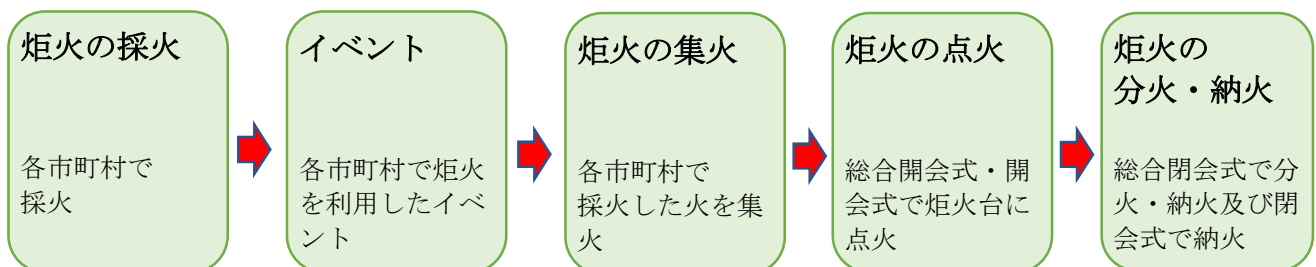 炬火の採火
各市町村で
採火
イベント
各市町村で炬火
を利用したイベ
ント
炬火の集火
各市町村で
採火した火を集
火
炬火の点火
総合開会式・開
会式で炬火台に
点火
炬火の
分火・納火
総合閉会式で分
火・納火及び閉
会式で納火